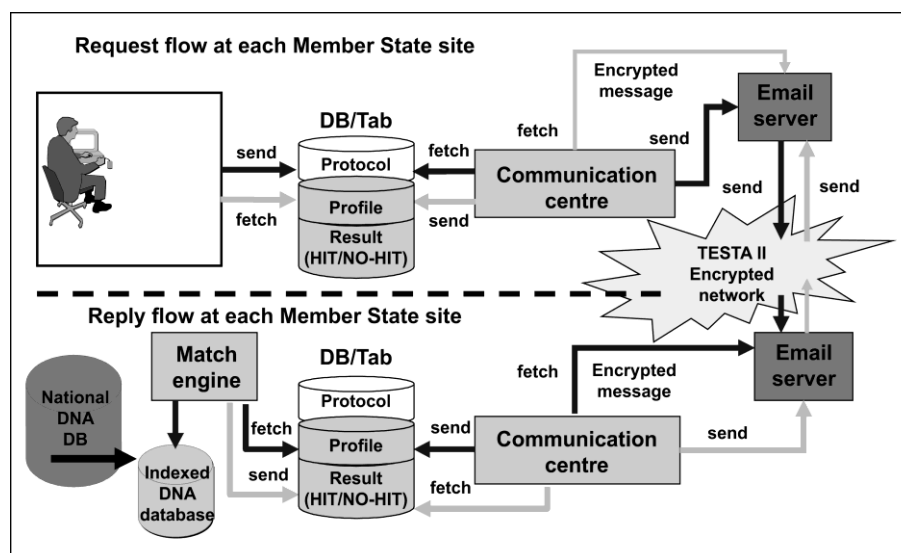 Request flow at each Member State site
Encrypted
message
Email
server
DB/Tab
fetch
send
send
Protocol
fetch
Communication
centre
send
send
Profile
fetch
send
Result
(HIT/NO-HIT)
TESTA II
Encrypted
network
Reply flow at each Member State site
Match
engine
DB/Tab
fetch
Encrypted
message
Email
server
National
DNA
DB
Protocol
fetch
Profile
send
Communication
centre
send
send
Indexed
DNA
database
Result
(HIT/NO-HIT)
fetch